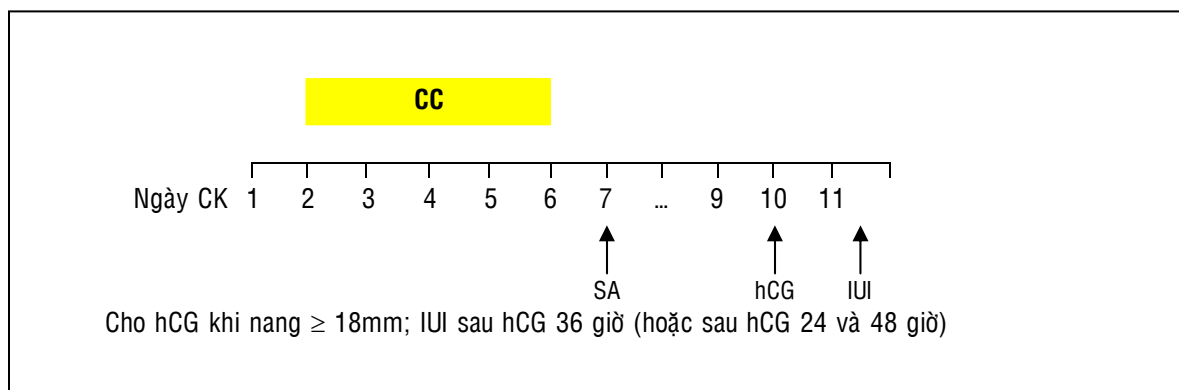 CC
Ngày CK 1 2 3 4 5 6 7 ... 9 10 11
SA hCG IUI
Cho hCG khi nang ≥ 18mm; IUI sau hCG 36 giờ (hoặc sau hCG 24 và 48 giờ)